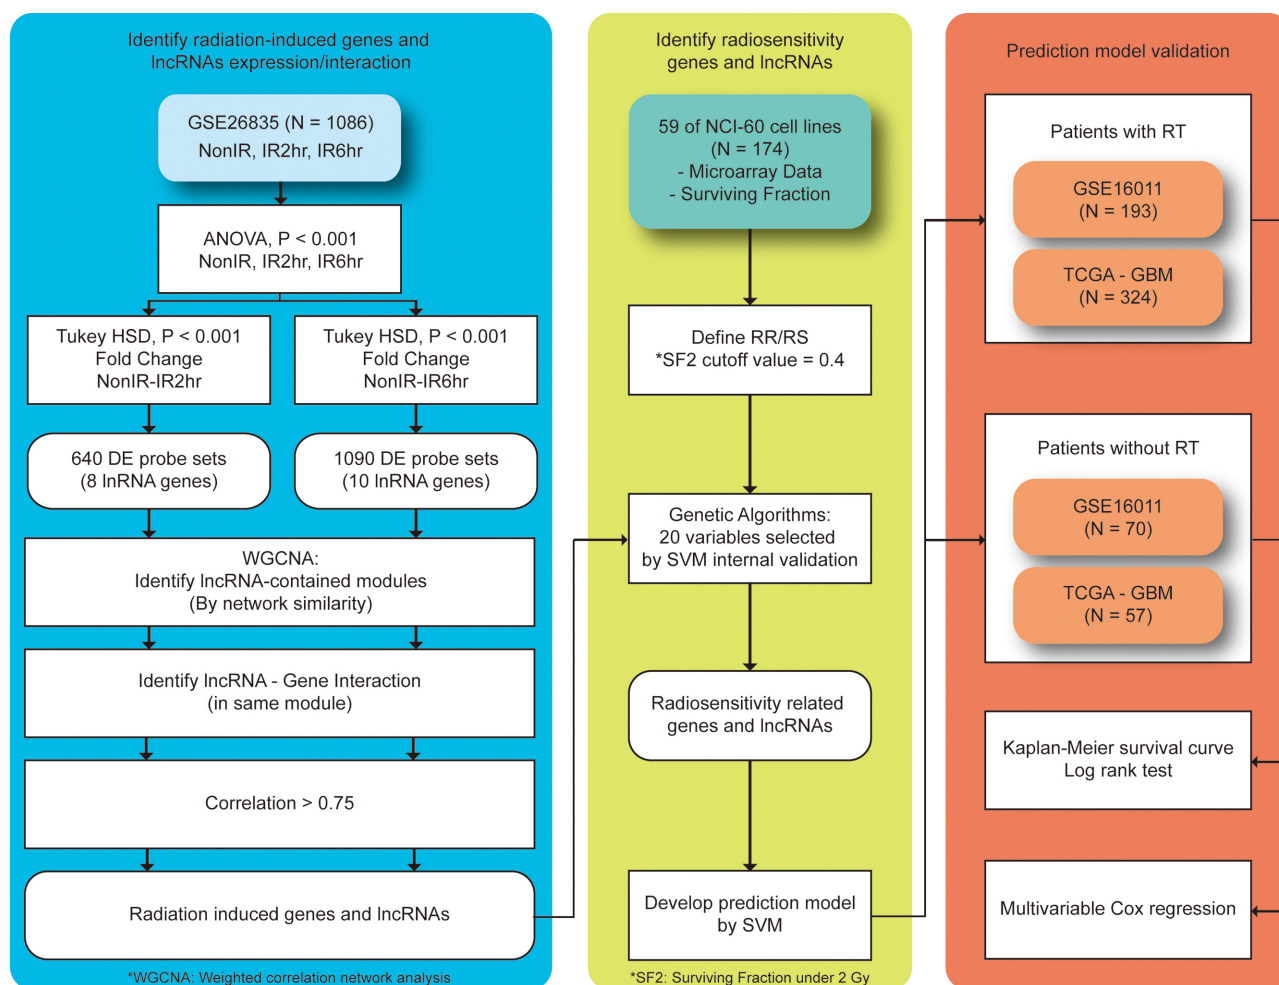 Identify radiation-induced genes and
lncRNAs expression/interaction
GSE26835 (N = 1086)
NonIR, IR2hr, IR6hr
ANOVA, P < 0.001
NonIR, IR2hr, IR6hr
Tukey HSD, P < 0.001
Fold Change
NonIR-IR2hr
Tukey HSD, P < 0.001
Fold Change
NonIR-IR6hr
640 DE probe sets
(8 lnRNA genes)
1090 DE probe sets
(10 lnRNA genes)
WGCNA:
Identify lncRNA-contained modules
(By network similarity)
Identify lncRNA - Gene Interaction
(in same module)
Correlation > 0.75
Radiation induced genes and lncRNAs
*WGCNA: Weighted correlation network analysis
Identify radiosensitivity
genes and lncRNAs
59 of NCI-60 cell lines
(N = 174)
- Microarray Data
- Surviving Fraction
Define RR/RS
*SF2 cutoff value = 0.4
Genetic Algorithms:
20 variables selected
by SVM internal validation
Radiosensitivity related
genes and lncRNAs
Develop prediction model
by SVM
*SF2: Surviving Fraction under 2 Gy
Prediction model validation
Patients with RT
GSE16011
(N = 193)
TCGA - GBM
(N = 324)
Patients without RT
GSE16011
(N = 70)
TCGA - GBM
(N = 57)
Kaplan-Meier survival curve
Log rank test
Multivariable Cox regression